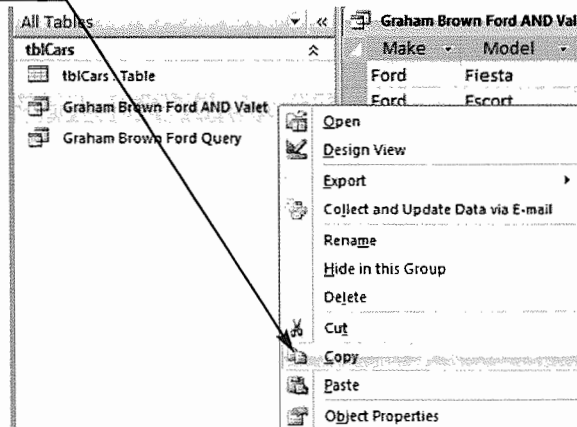 All Tables
«
Graham Brown Ford AND Val
tblCars
Make
Model
tblCars : Table
Ford Fiesta
Graham Brown Ford AND Valet
Ford Escort
Graham Brown Ford Query
Open
Design View
Export
Collect and Update Data via E-mail
Rename
Hide in this Group
Delete
Cut
Copy
Paste
Object Properties